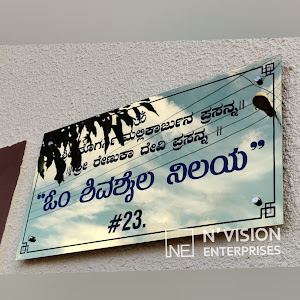 ಮಲ್ಲಿಕಾರ್ಜುನ ಪ್ರಸನ್ನ ||
ಶ್ರೀ ರೇಣುಕಾ ದೇವಿ ಪ್ರಸನ್ನ ||
"ಓಂ ಶಿವಶೈಲ ನಿಲಯ"
#23.
NE N'VISION
ENTERPRISES